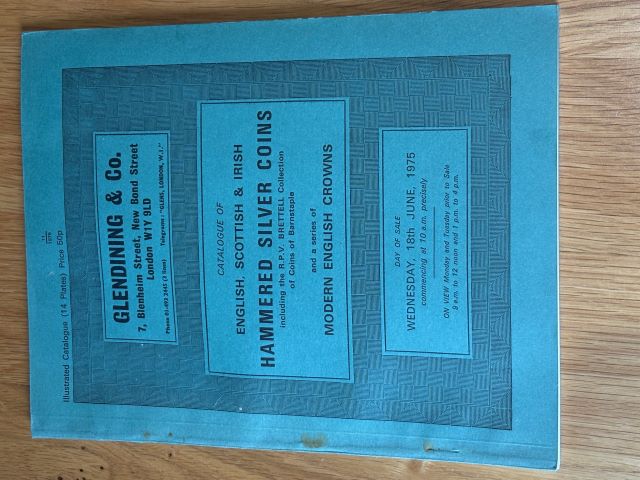 Illustrated Catalogue (14 Plates) Price 50p
11
1975
GLENDINING & Co.
7, Blenheim Street, New Bond Street
London W1Y 9LD
Phone 01-493 2445 (3 lines) Telegrams: "GLENS, LONDON, W.1."
CATALOGUE OF
ENGLISH, SCOTTISH & IRISH
HAMMERED SILVER COINS
including the R.P.V. BRETTELL Collection
of Coins of Barnstaple
and a series of
MODERN ENGLISH CROWNS
DAY OF SALE
WEDNESDAY, 18th JUNE, 1975
commencing at 10 a.m. precisely
ON VIEW Monday and Tuesday prior to Sale
9 a.m. to 12 noon and 1 p.m. to 4 p.m.